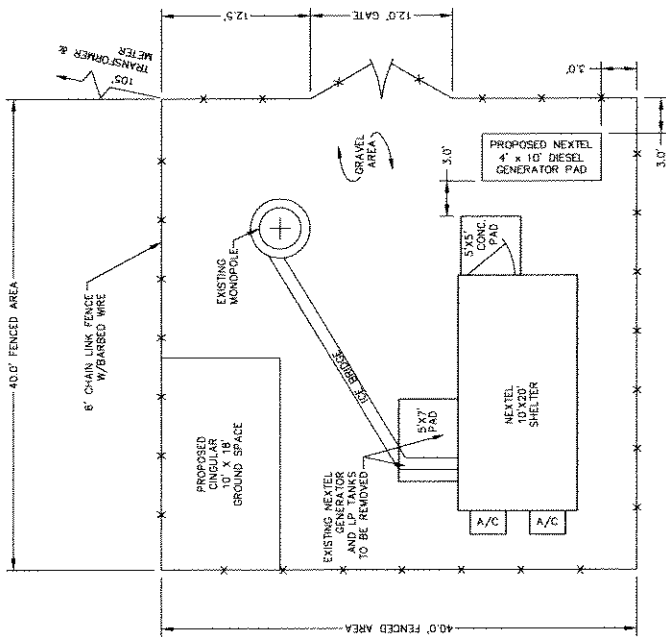 40.0' FENCED AREA
12.5'
12.0' GATE
105'
TRANSFORMER &
METER
8' CHAIN LINK FENCE
W/BARBED WIRE
GRAVEL
AREA
3.0'
3.0'
3.0'
PROPOSED NEXTEL
4' x 10' DIESEL
GENERATOR PAD
5'X5'
CONC.
PAD
EXISTING
MONOPOLE
ICE BRIDGE
PROPOSED
CINGULAR
10' X 18'
GROUND SPACE
5'X7'
PAD
NEXTEL
10'X20'
SHELTER
EXISTING NEXTEL
GENERATOR
AND LP TANKS
TO BE REMOVED
A/C
A/C
40.0' FENCED AREA